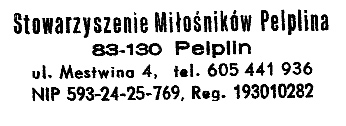 Stowarzyszenie Miłośników Pelplina
83-130 Pelplin
ul. Mestwina 4, tel. 605 441 936
NIP 593-24-25-769, Reg. 193010282